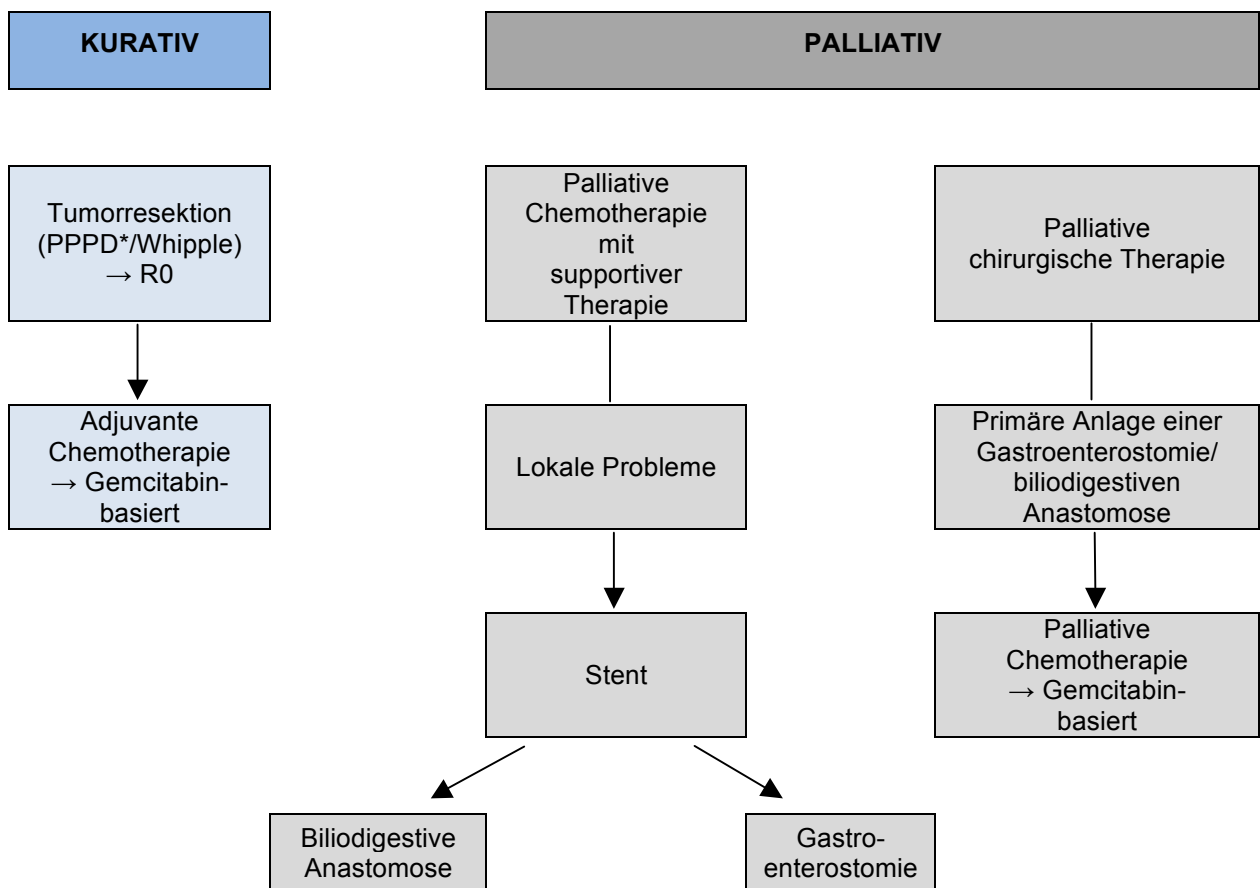 KURATIV
PALLIATIV
Tumorresektion
(PPPD*/Whipple)
→ R0
Palliative
Chemotherapie
mit
supportiver
Therapie
Palliative
chirurgische Therapie
Adjuvante
Chemotherapie
→ Gemcitabin-
basiert
Lokale Probleme
Primäre Anlage einer
Gastroenterostomie/
biliodigestiven
Anastomose
Stent
Palliative
Chemotherapie
→ Gemcitabin-
basiert
Biliodigestive
Anastomose
Gastro-
enterostomie